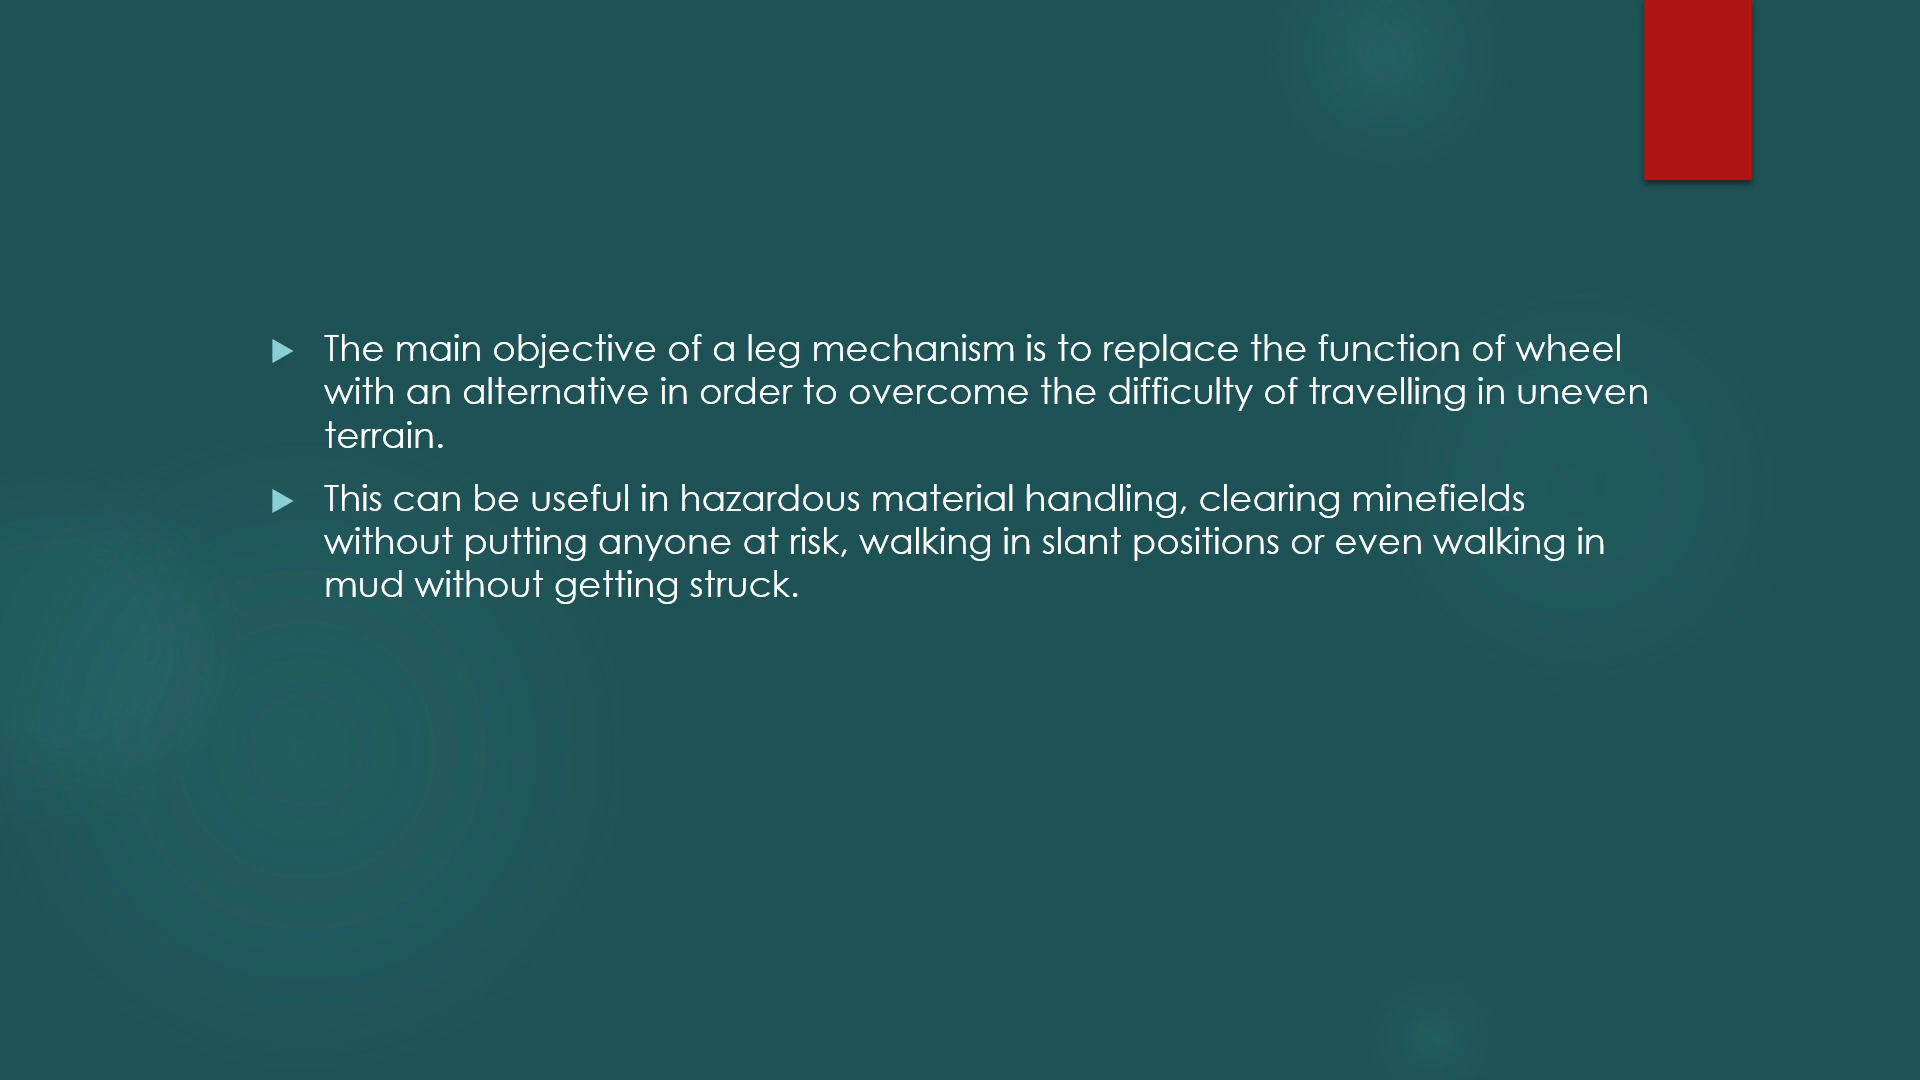 The main objective of a leg mechanism is to replace the function of wheel
with an alternative in order to overcome the difficulty of travelling in uneven
terrain.
This can be useful in hazardous material handling, clearing minefields
without putting anyone at risk, walking in slant positions or even walking in
mud without getting struck.